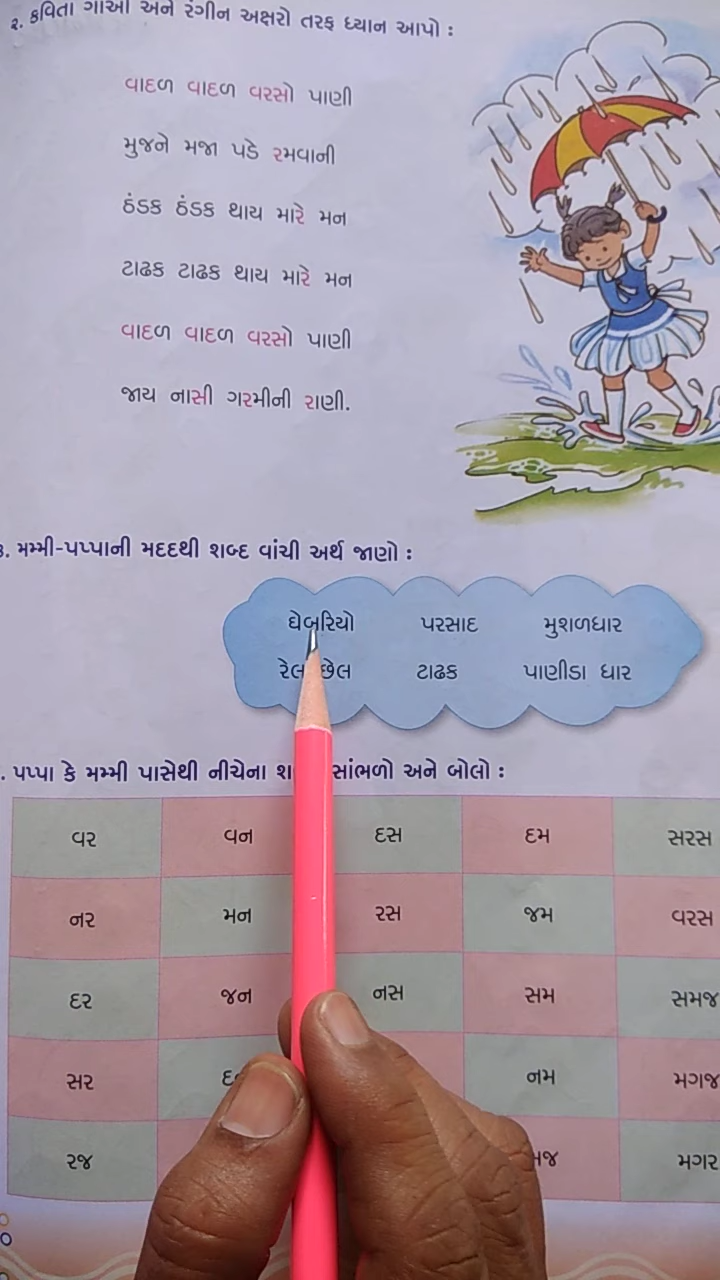 ૨. કવિતા ગાઓ અને રંગીન અક્ષરો તરફ ધ્યાન આપો :
વાદળ વાદળ વરસો પાણી
મુજને મજા પડે રમવાની
ઠંડક ઠંડક થાય મારે મન
ટાઢક ટાઢક થાય મારે મન
વાદળ વાદળ વરસો પાણી
જાય નાસી ગરમીની રાણી.
મમ્મી-પપ્પાની મદદથી શબ્દ વાંચી અર્થ જાણો :
ઘેબરિયો પરસાદ મુશળધાર
રેલ છેલ ટાઢક પાણીડા ધાર
પપ્પા કે મમ્મી પાસેથી નીચેના સાંભળો અને બોલો :
વર વન દસ દમ સરસ
નર મન રસ જમ વરસ
દર જન નસ સમ સમજ
સર નમ મગજ
રજ મગર